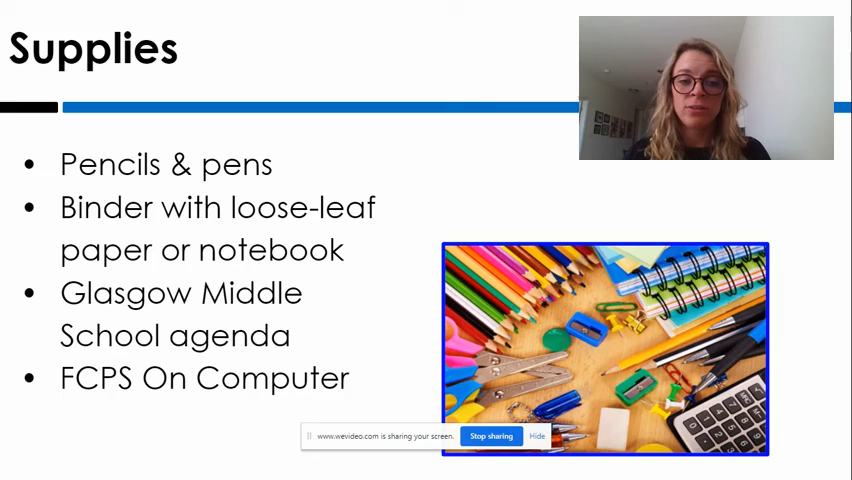 Supplies
• Pencils & pens
• Binder with loose-leaf
paper or notebook
• Glasgow Middle
School agenda
• FCPS On Computer
www.wevideo.com is sharing your screen. Stop sharing Hide